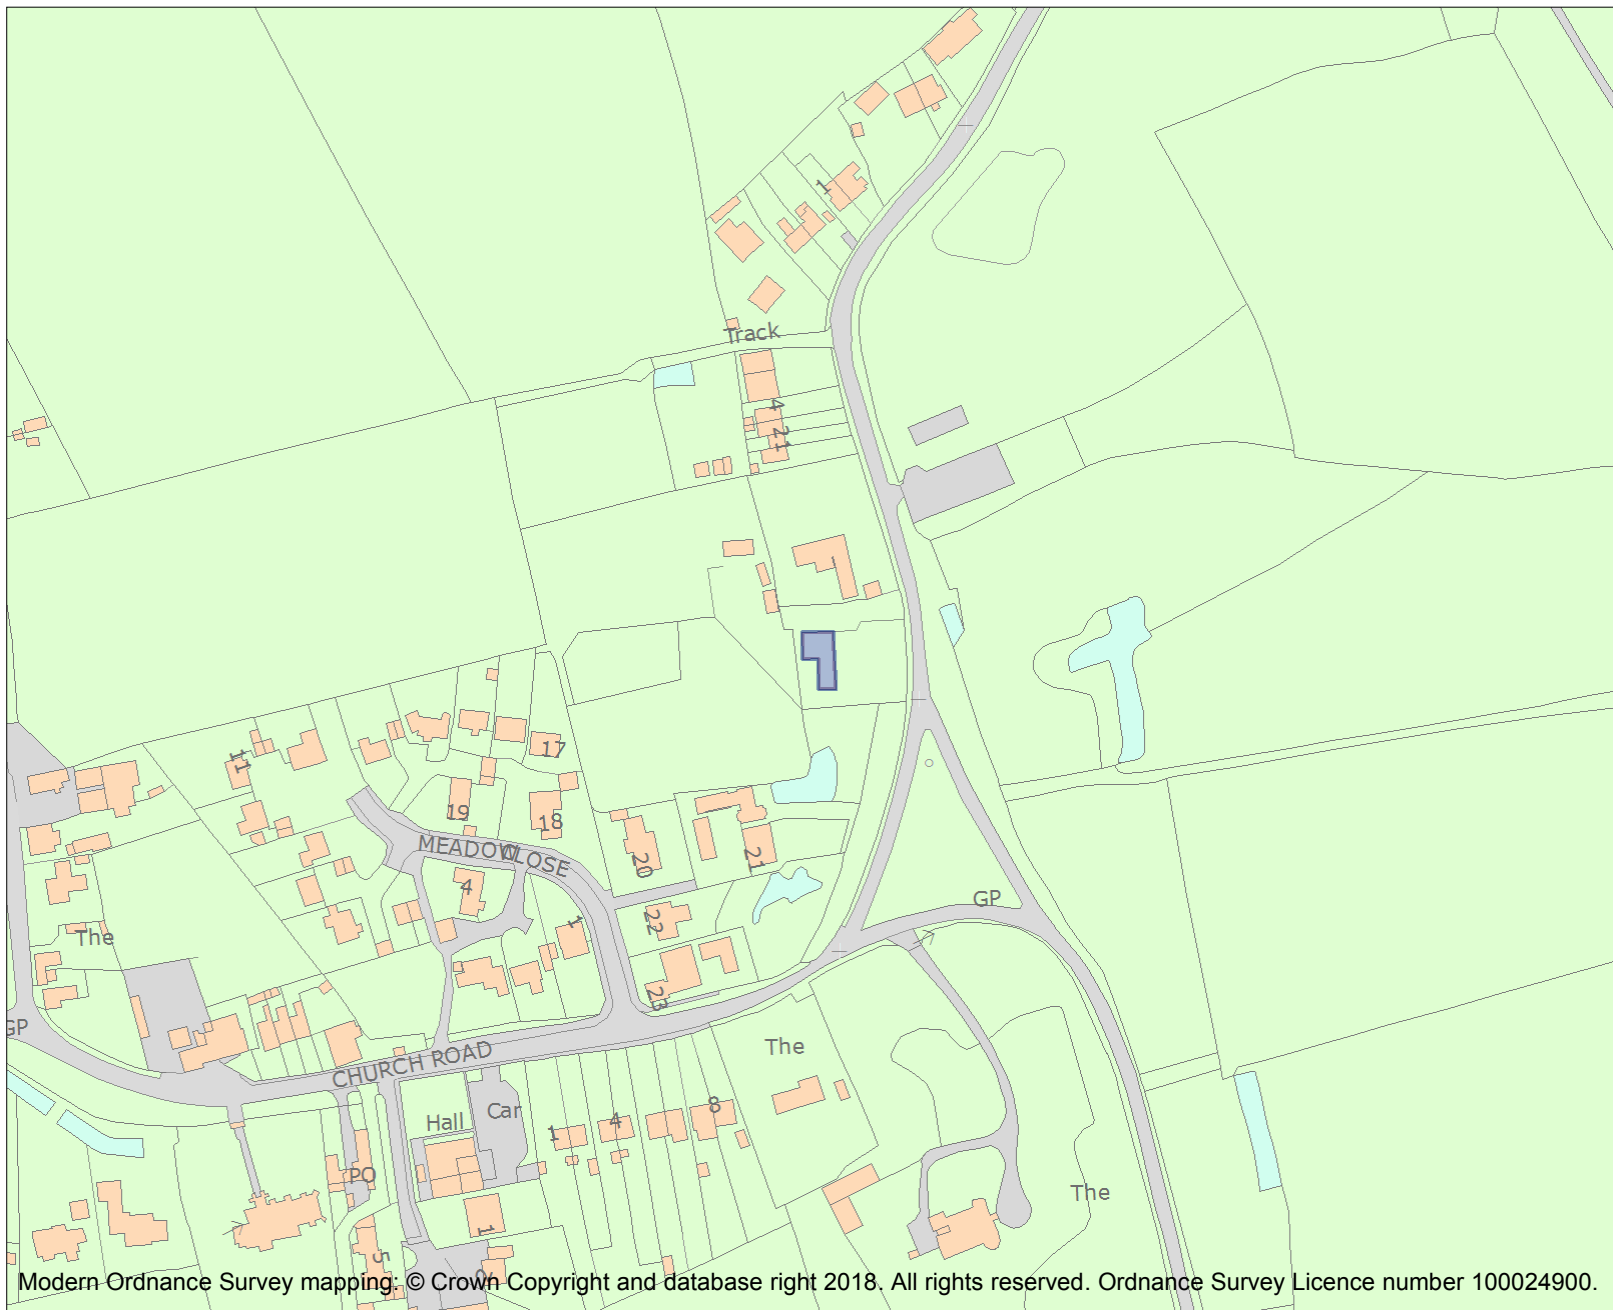 1
Track
4
21
17
11
19
18
MEADOW CLOSE
20
21
4
GP
22
1
The
23
GP
The
CHURCH ROAD
Car
8
Hall
4
1
PO
The
1
5
2
Modern Ordnance Survey mapping: © Crown Copyright and database right 2018. All rights reserved. Ordnance Survey Licence number 100024900.